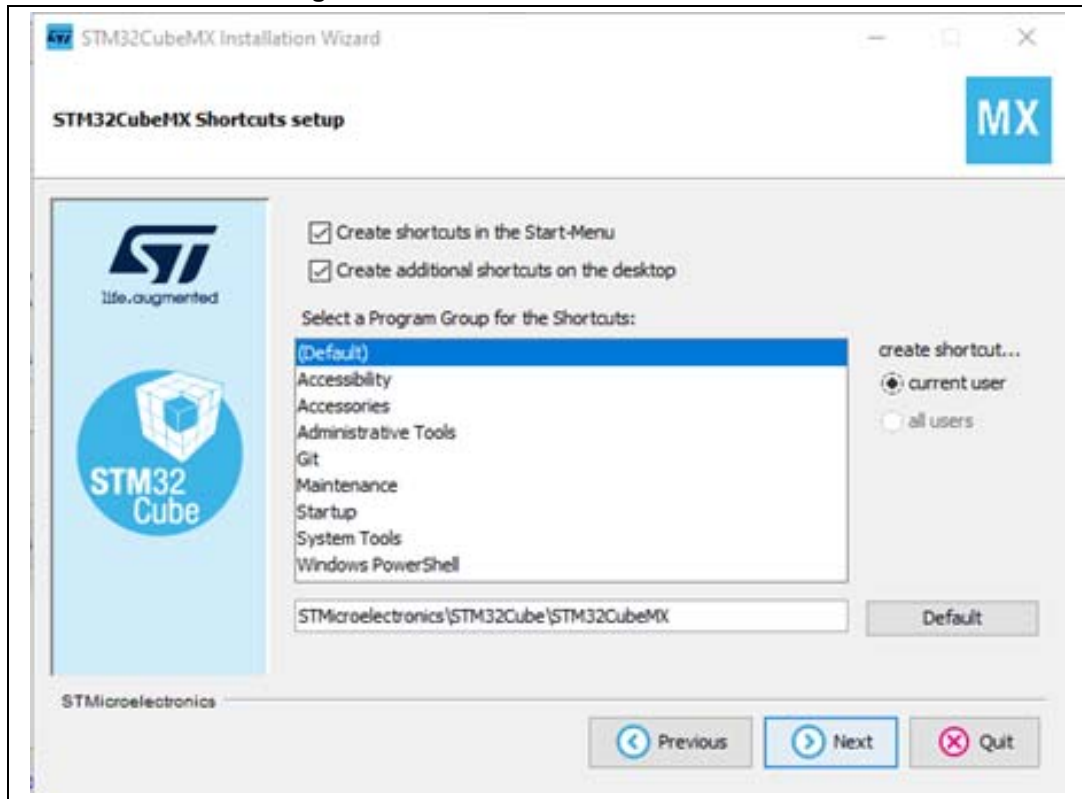 STM32CubeMX Installation Wizard
STM32CubeMX Shortcuts setup
MX
ST
life.augmented
STM32
Cube
Create shortcuts in the Start-Menu
Create additional shortcuts on the desktop
Select a Program Group for the Shortcuts:
(Default)
Accessibility
Accessories
Administrative Tools
Git
Maintenance
Startup
System Tools
Windows PowerShell
create shortcut...
current user
all users
STMicroelectronics\STM32Cube\STM32CubeMX
Default
STMicroelectronics
Previous
Next
Quit